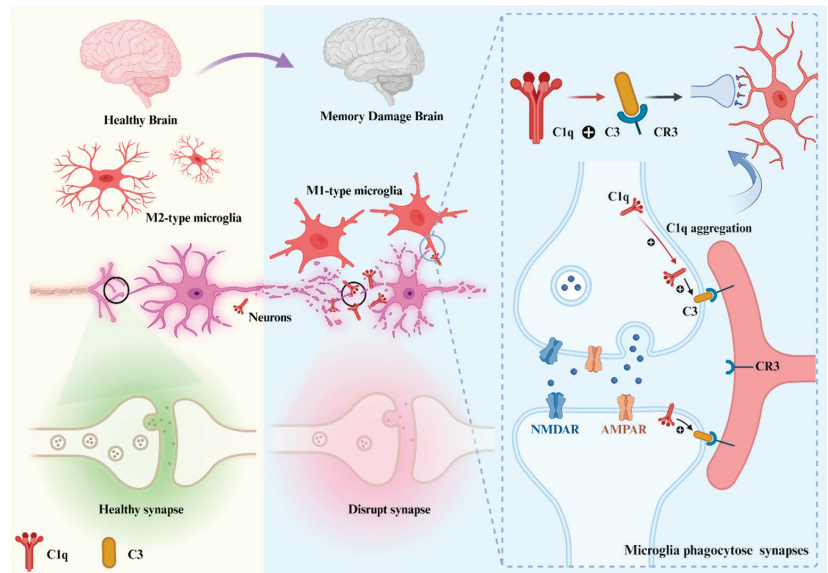 Healthy Brain
Memory Damage Brain
M2-type microglia
M1-type microglia
Neurons
Healthy synapse
Disrupt synapse
C1q
C3
C1q
C3
CR3
C1q
C1q aggregation
C3
CR3
NMDAR
AMPAR
Microglia phagocytose synapses